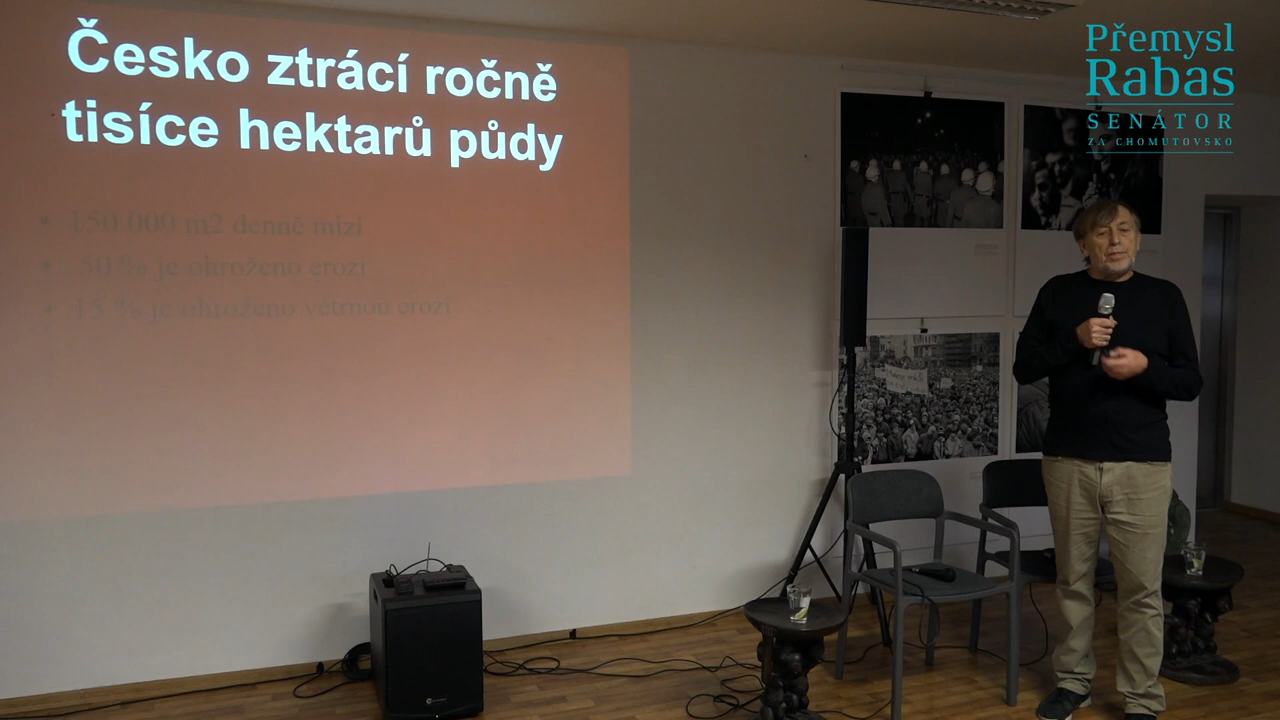 Česko ztrácí ročně
tisíce hektarů půdy
• 150 000 m2 denně mizí
• 50 % je ohroženo erozí
• 15 % je ohroženo větrnou erozí
Přemysl
Rabas
SENÁTOR
ZA CHOMUTOVSKO